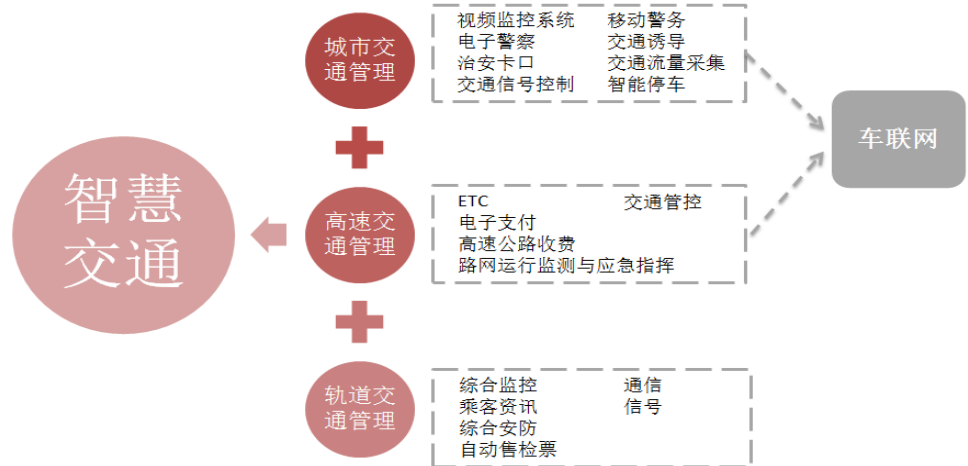 智慧
交通
城市交
通管理
视频监控系统 移动警务
电子警察 交通诱导
治安卡口 交通流量采集
交通信号控制 智能停车
车联网
高速交
通管理
ETC 交通管控
电子支付
高速公路收费
路网运行监测与应急指挥
轨道交
通管理
综合监控 通信
乘客资讯 信号
综合安防
自动售检票